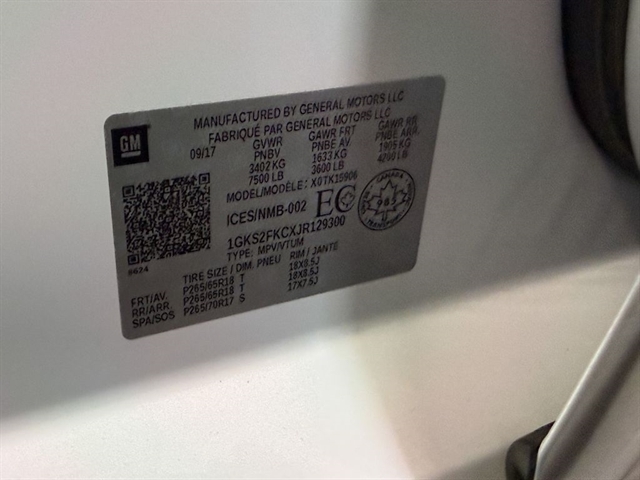 MANUFACTURED BY GENERAL MOTORS LLC
FABRIQUÉ PAR GENERAL MOTORS LLC
GM
09/17 GVWR GAWR FRT GAWR RR
PNBV PNBE AV. PNBE ARR.
3402 KG 1633 KG 1905 KG
7500 LB 3600 LB 4200 LB
MODEL/MODÈLE: X0TK15906
ICES/NMB-002 EC
CANADA
1GKS2FKCXJR129300
TYPE: MPV/VTUM
6624
TIRE SIZE / DIM. PNEU RIM / JANTE
FRT/AV. P265/65R18 T 18X8.5J
RR/ARR. P265/65R18 T 18X8.5J
SPA/SOS P265/70R17 S 17X7.5J